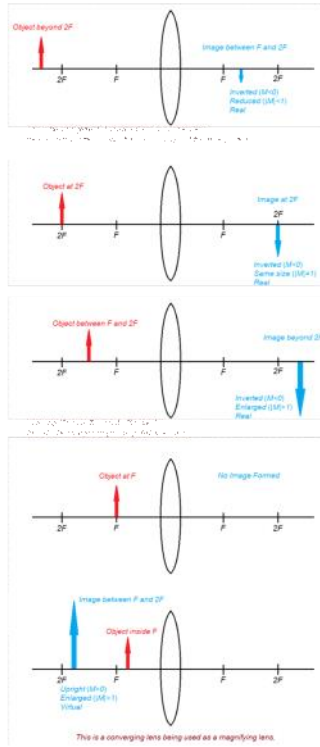 Object beyond 2F
Image between F and 2F
2F F F 2F
Inverted (M<0)
Reduced (|M|<1)
Real
Object at 2F
Image at 2F
2F
2F F F
Inverted (M<0)
Real
Object between F and 2F
Image beyond 2F
2F F F 2F
Inverted (M<0)
Enlarged (|M|>1)
Real
Object at F
No Image Formed
2F F F 2F
Image between F and 2F
Object inside F
2F F F 2F
Upright (M>0)
Enlarged (|M|>1)
Virtual
This is a converging lens being used as a magnifying lens.